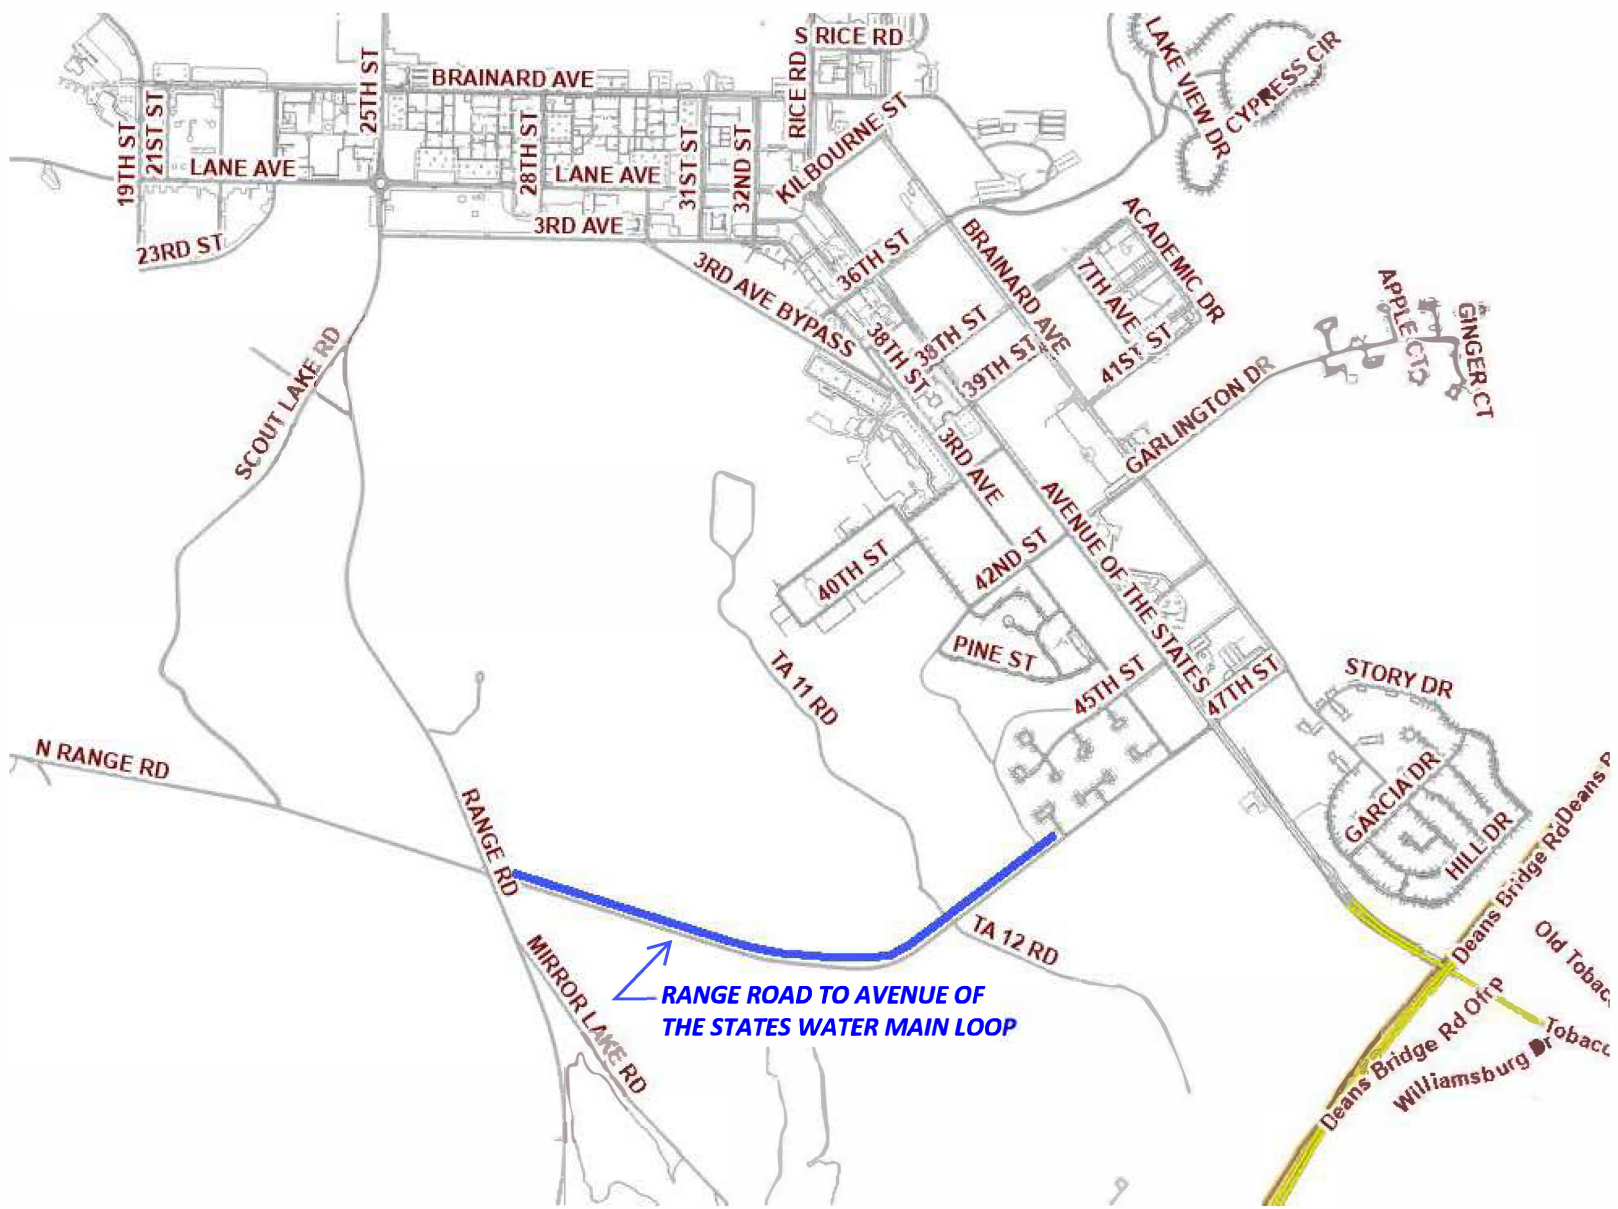 S RICE RD
LAKE VIEW DR
CYPRESS CIR
25TH ST
BRAINARD AVE
RICE RD
KILBOURNE ST
19TH ST
21ST ST
LANE AVE
28TH ST
LANE AVE
31ST ST
32ND ST
23RD ST
3RD AVE
3RD AVE BYPASS
36TH ST
BRAINARD AVE
ACADEMIC DR
7TH AVE
41ST ST
38TH ST
38TH ST
39TH ST
APPLE CT
GINGER CT
GARLINGTON DR
SCOUT LAKE RD
3RD AVE
AVENUE OF THE STATES
40TH ST
42ND ST
PINE ST
45TH ST
47TH ST
STORY DR
TA 11 RD
N RANGE RD
RANGE RD
GARCIA DR
HILL DR
Deans Bridge Rd
Deans
TA 12 RD
MIRROR LAKE RD
RANGE ROAD TO AVENUE OF
THE STATES WATER MAIN LOOP
Old
Deans Bridge Rd Ofrp
Williamsburg Dr